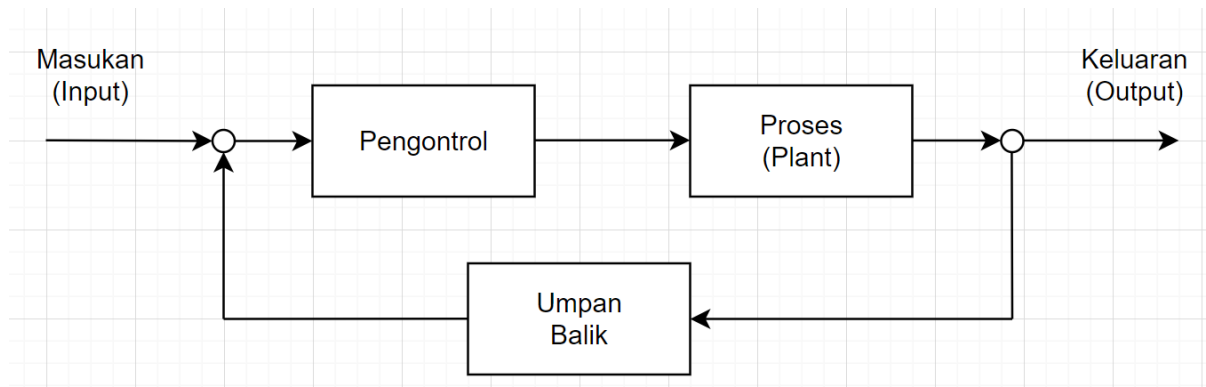 Masukan
(Input)
Keluaran
(Output)
Pengontrol
Proses
(Plant)
Umpan
Balik